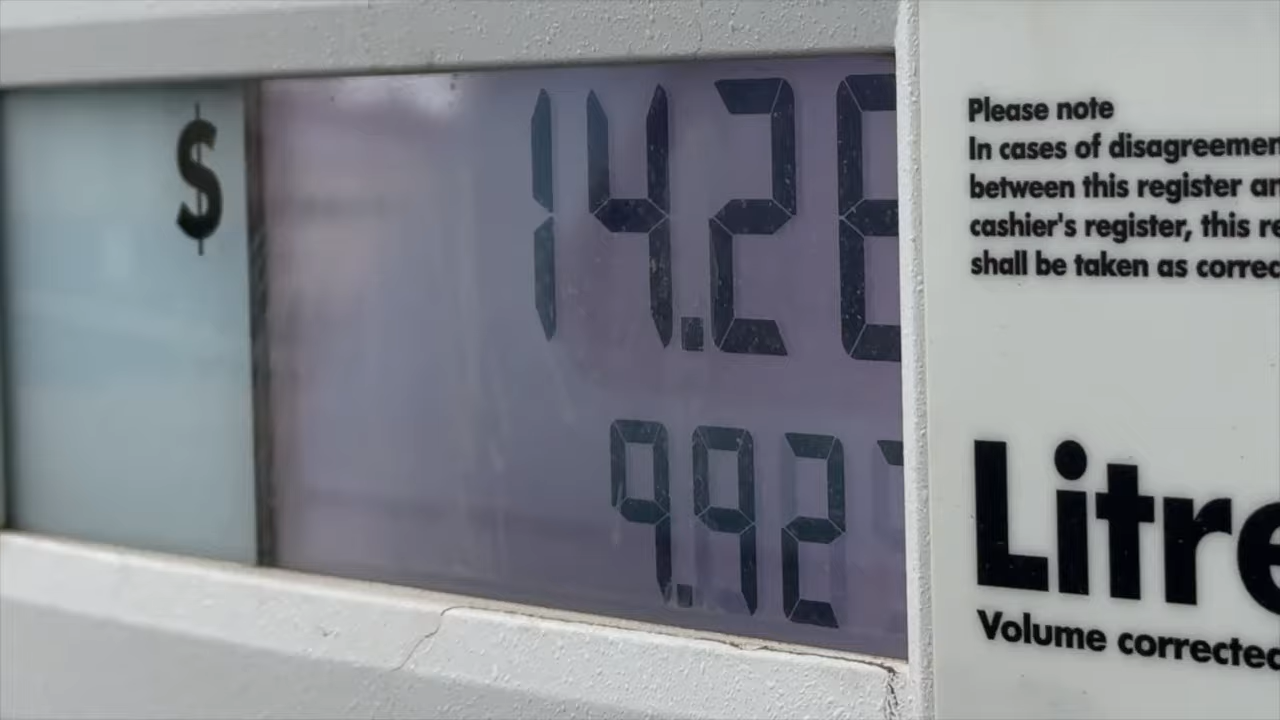 $
14.2
9.92
Please note
In cases of disagreemen
between this register an
cashier's register, this re
shall be taken as correc
Litre
Volume corrected